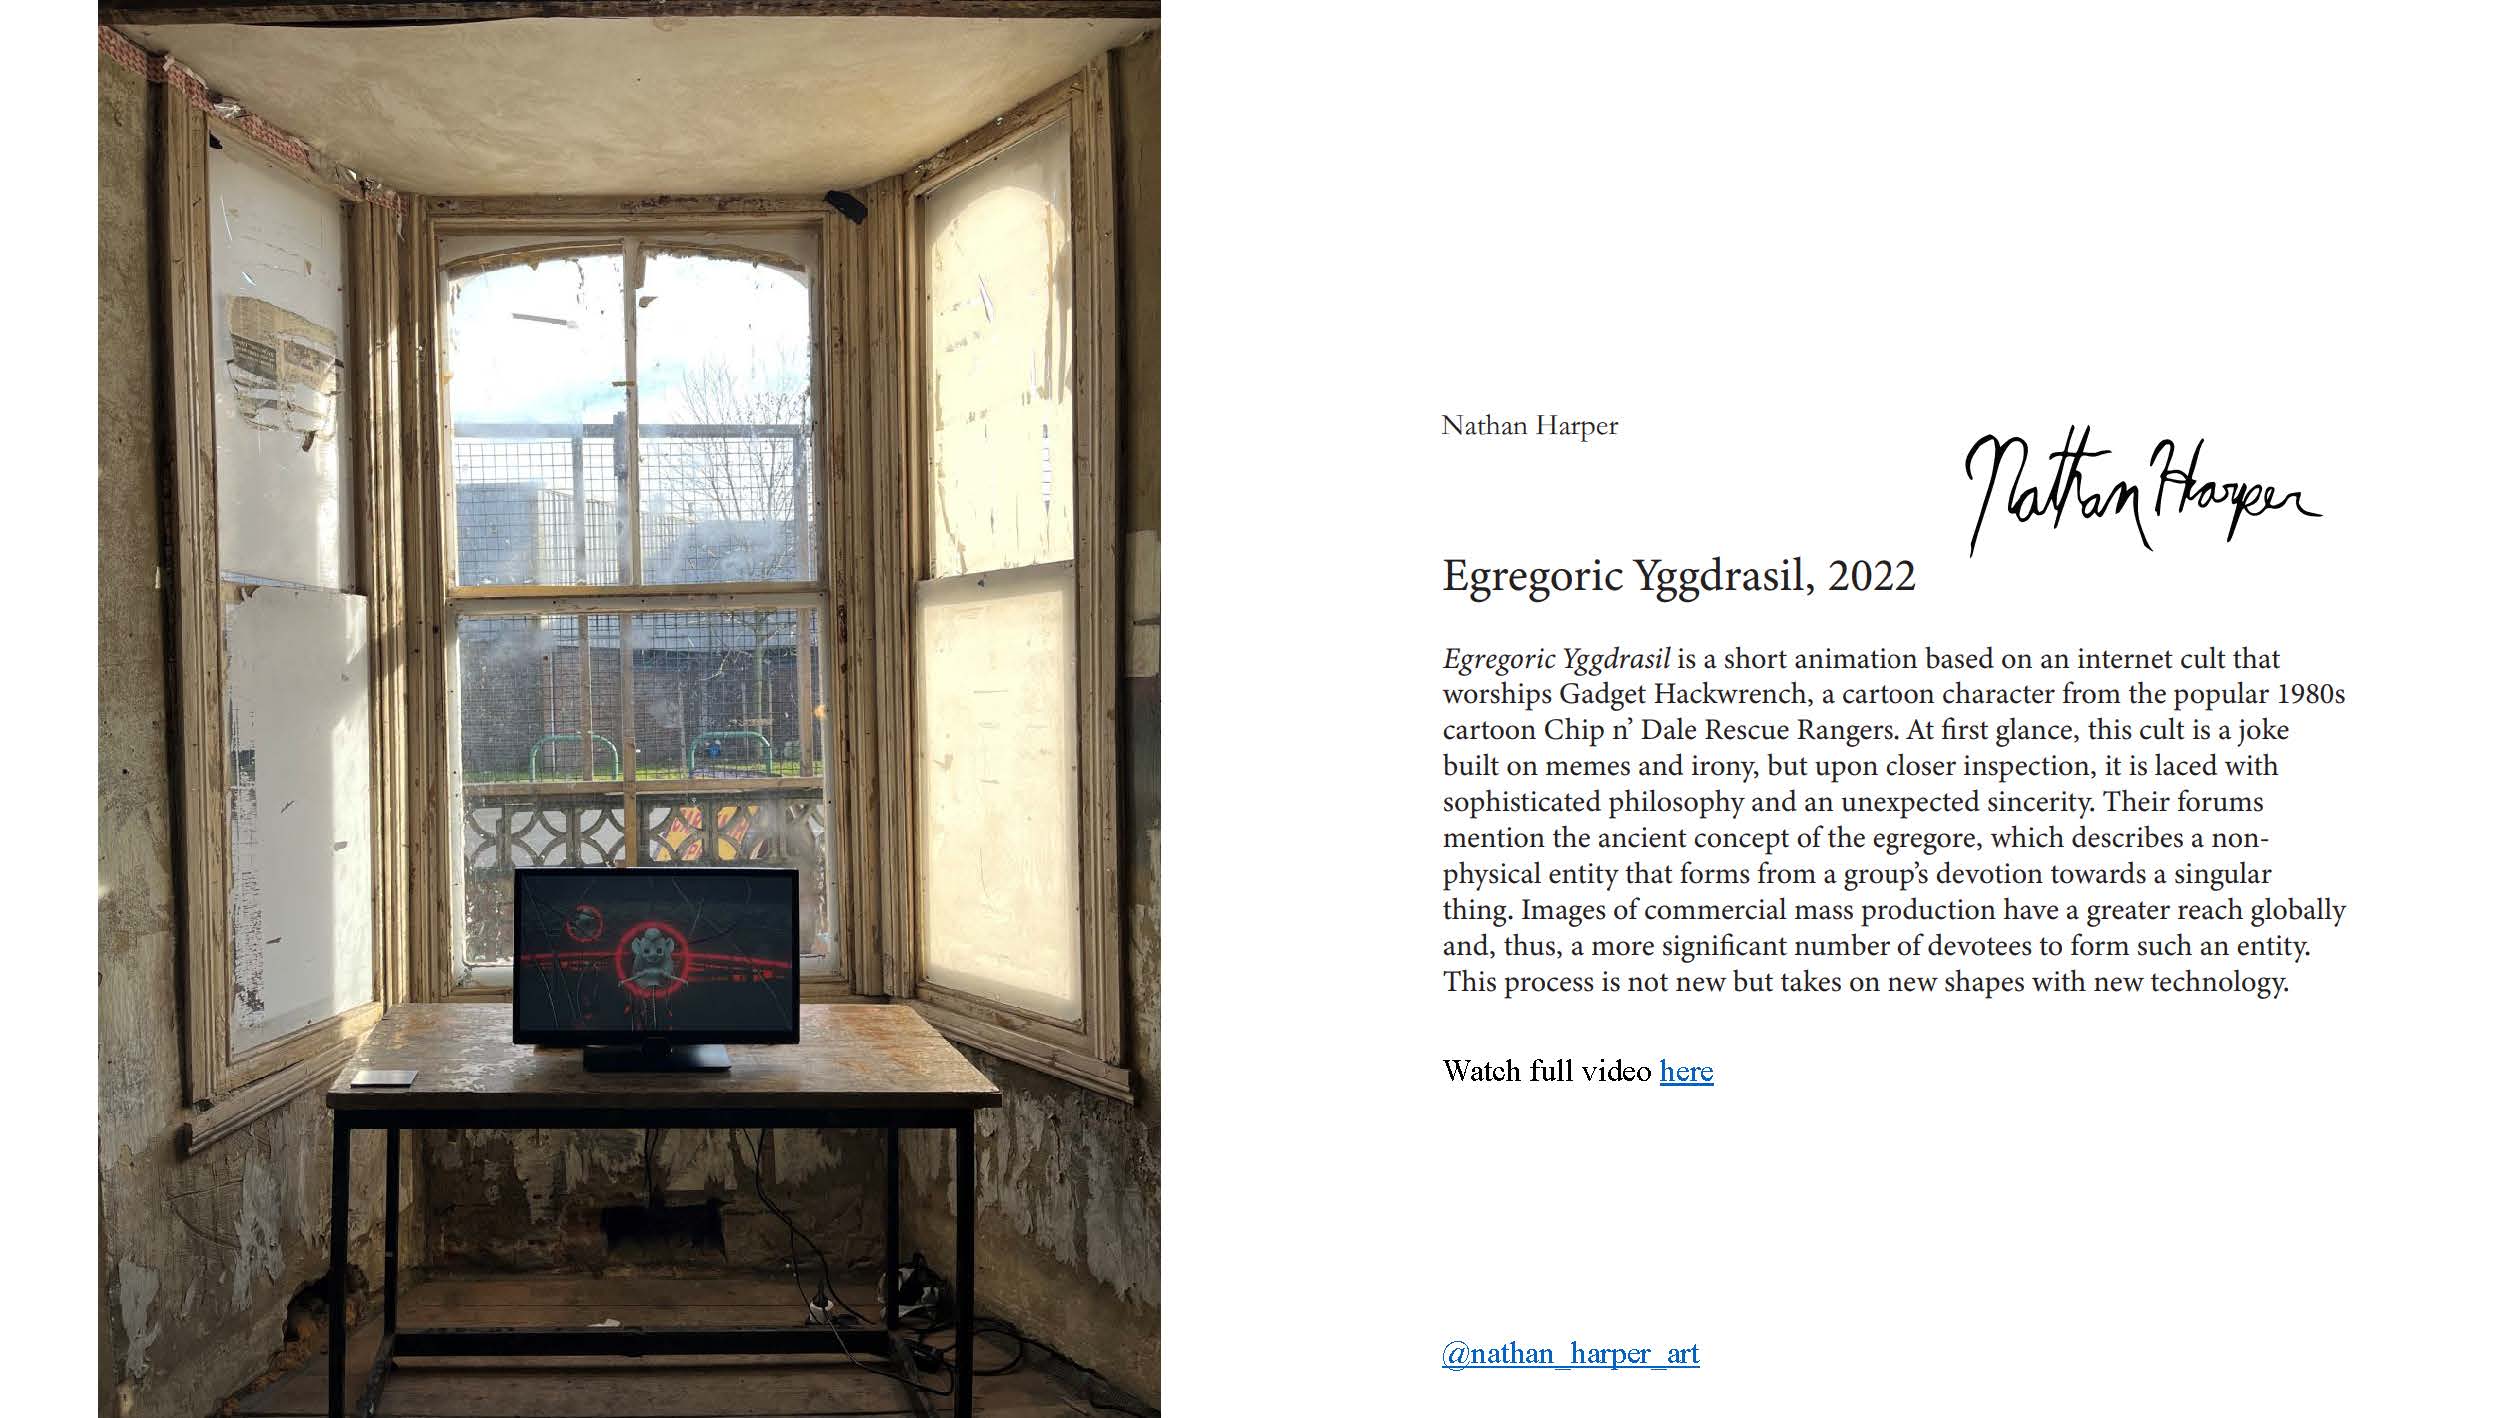 Nathan Harper
Nathan Harper
Egregoric Yggdrasil, 2022
Egregoric Yggdrasil is a short animation based on an internet cult that
worships Gadget Hackwrench, a cartoon character from the popular 1980s
cartoon Chip n’ Dale Rescue Rangers. At first glance, this cult is a joke
built on memes and irony, but upon closer inspection, it is laced with
sophisticated philosophy and an unexpected sincerity. Their forums
mention the ancient concept of the egregore, which describes a non-
physical entity that forms from a group’s devotion towards a singular
thing. Images of commercial mass production have a greater reach globally
and, thus, a more significant number of devotees to form such an entity.
This process is not new but takes on new shapes with new technology.
Watch full video here
@nathan_harper_art